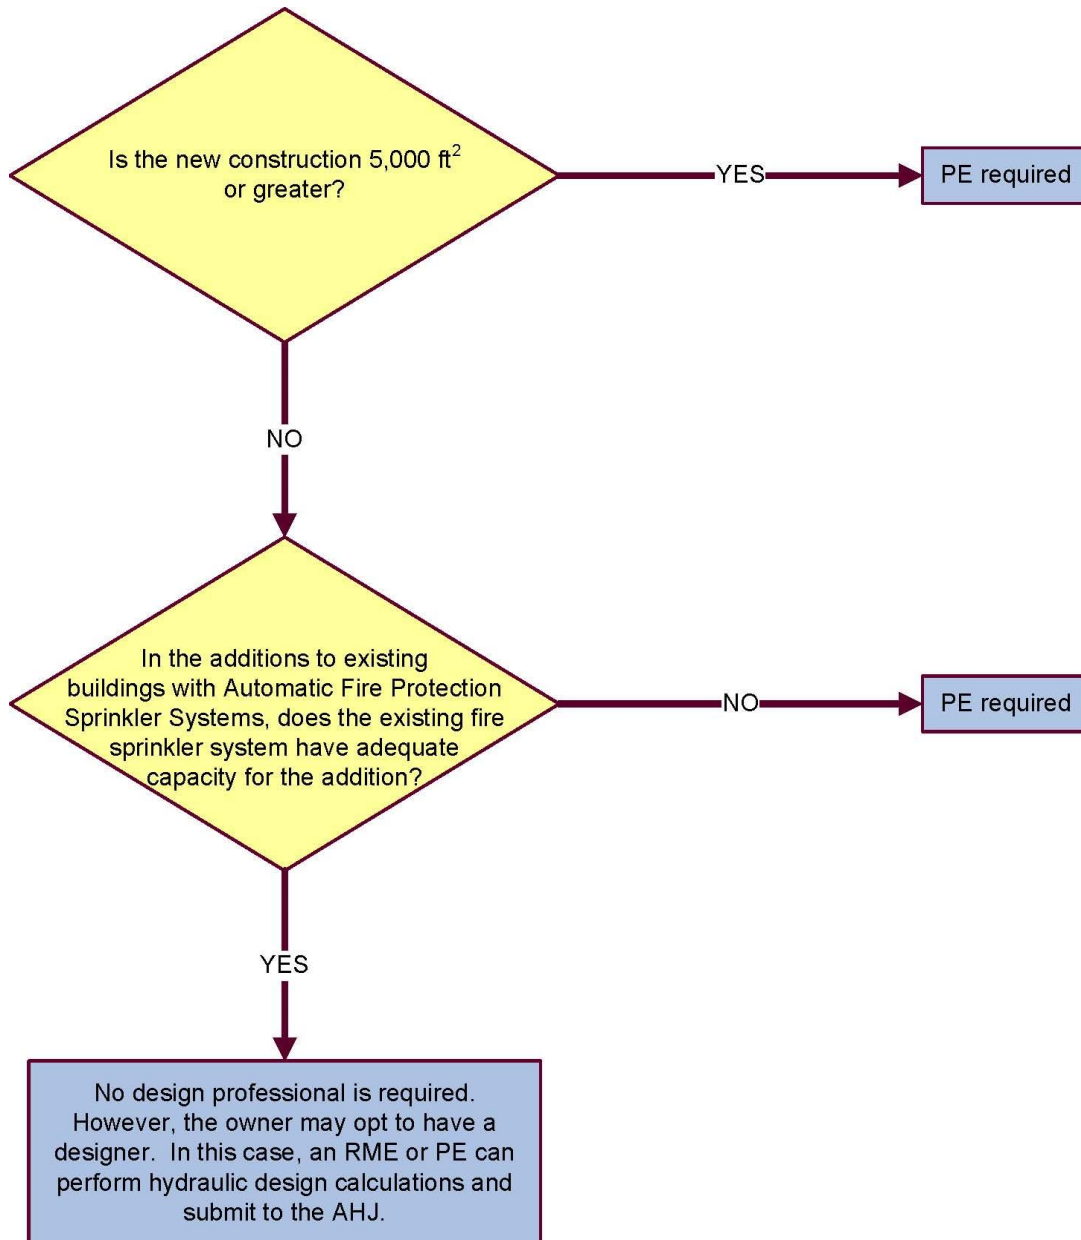 Is the new construction 5,000 ft²
or greater?
YES
PE required
NO
In the additions to existing
buildings with Automatic Fire Protection
Sprinkler Systems, does the existing fire
sprinkler system have adequate
capacity for the addition?
NO
PE required
YES
No design professional is required.
However, the owner may opt to have a
designer.  In this case, an RME or PE can
perform hydraulic design calculations and
submit to the AHJ.